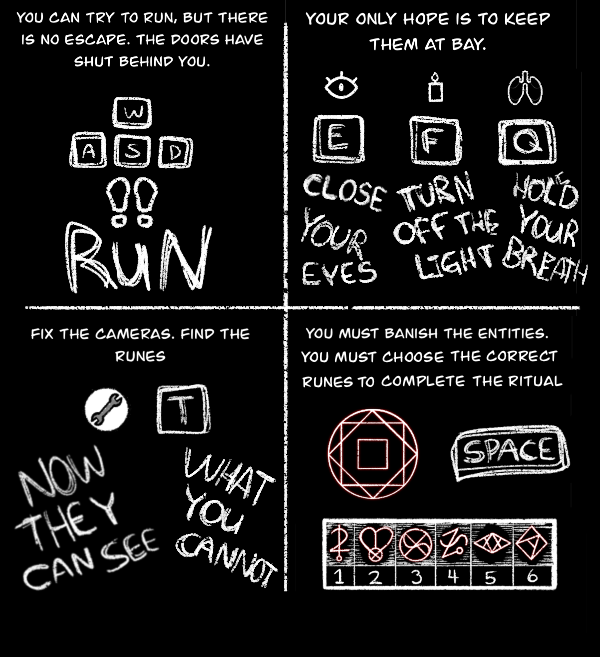 YOU CAN TRY TO RUN, BUT THERE
IS NO ESCAPE. THE DOORS HAVE
SHUT BEHIND YOU.
W
A S D
RUN
YOUR ONLY HOPE IS TO KEEP
THEM AT BAY.
E F Q
CLOSE
YOUR
EYES
TURN
OFF THE
LIGHT
HOLD
YOUR
BREATH
FIX THE CAMERAS. FIND THE
RUNES
T
NOW
THEY
CAN SEE
WHAT
YOU
CANNOT
YOU MUST BANISH THE ENTITIES.
YOU MUST CHOOSE THE CORRECT
RUNES TO COMPLETE THE RITUAL
SPACE
1 2 3 4 5 6